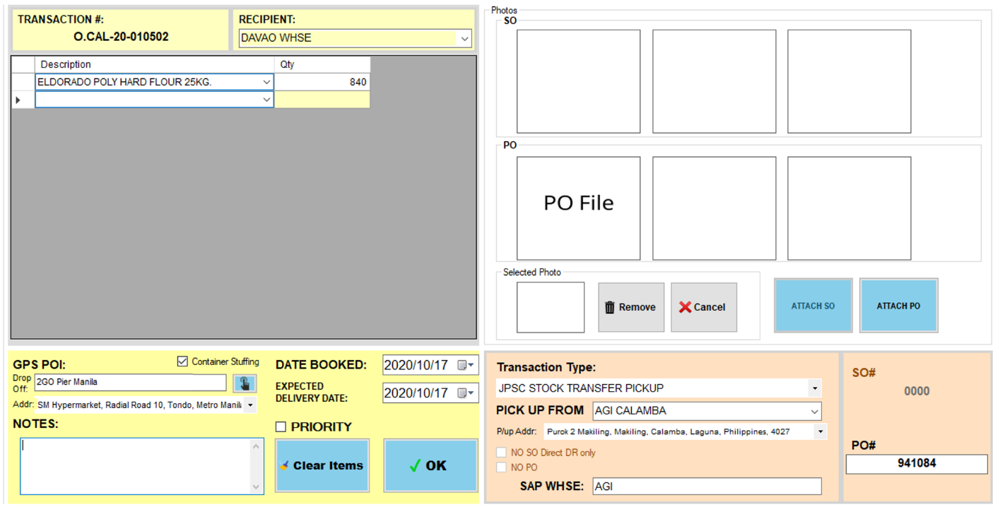 TRANSACTION #:
O.CAL-20-010502
RECIPIENT:
DAVAO WHSE
Description Qty
ELDORADO POLY HARD FLOUR 25KG. 840
Photos
SO
PO
PO File
Selected Photo
Remove
Cancel
ATTACH SO
ATTACH PO
GPS POI:
Container Stuffing
Drop Off:
2GO Pier Manila
Addr: SM Hypermarket, Radial Road 10, Tondo, Metro Manil
NOTES:
DATE BOOKED: 2020/10/17
EXPECTED
DELIVERY DATE: 2020/10/17
PRIORITY
Clear Items
OK
Transaction Type:
JPSC STOCK TRANSFER PICKUP
PICK UP FROM AGI CALAMBA
P/up Addr: Purok 2 Makiling, Makiling, Calamba, Laguna, Philippines, 4027
NO SO Direct DR only
NO PO
SAP WHSE: AGI
SO#
0000
PO#
941084